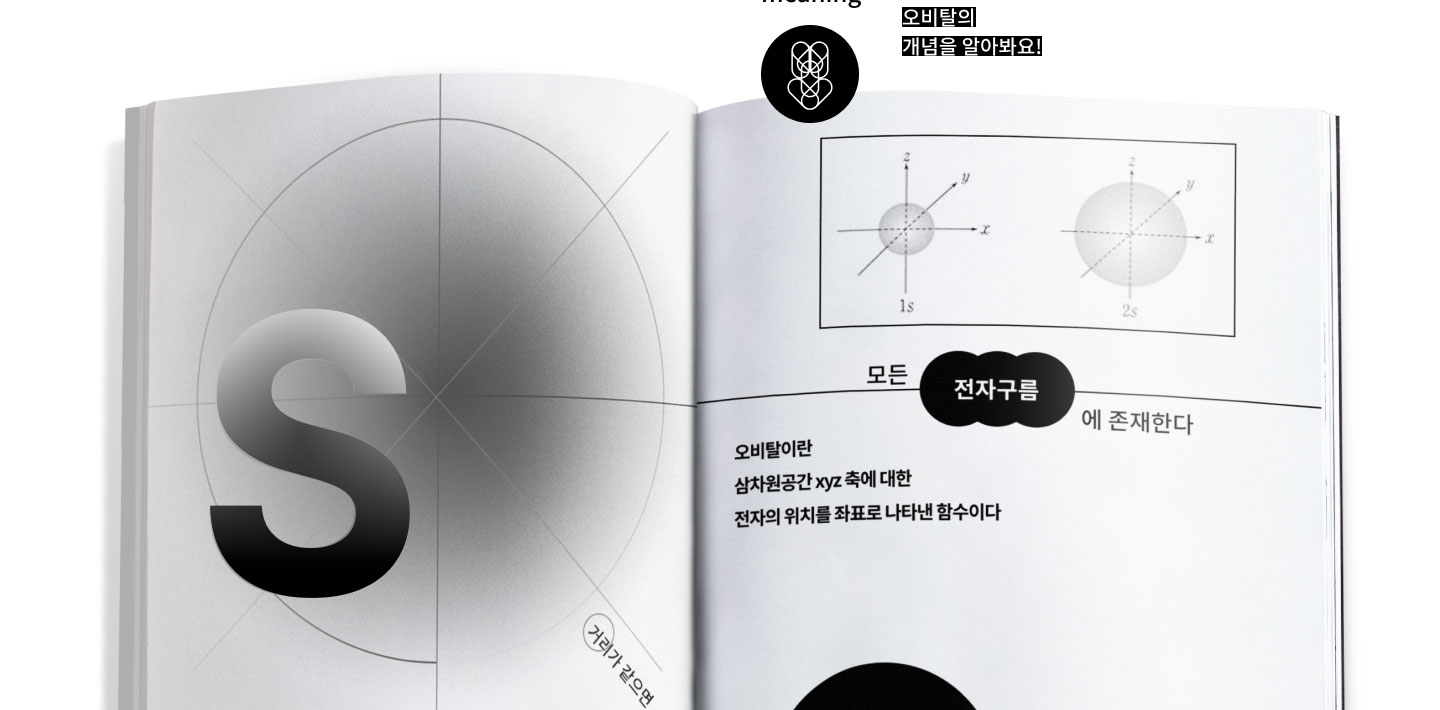 meaning
오비탈의
개념을 알아봐요!
z
y
x
1s
z
y
x
2s
S
모든
전자구름
에 존재한다
오비탈이란
삼차원공간 xyz 축에 대한
전자의 위치를 좌표로 나타낸 함수이다
거리가 같으면